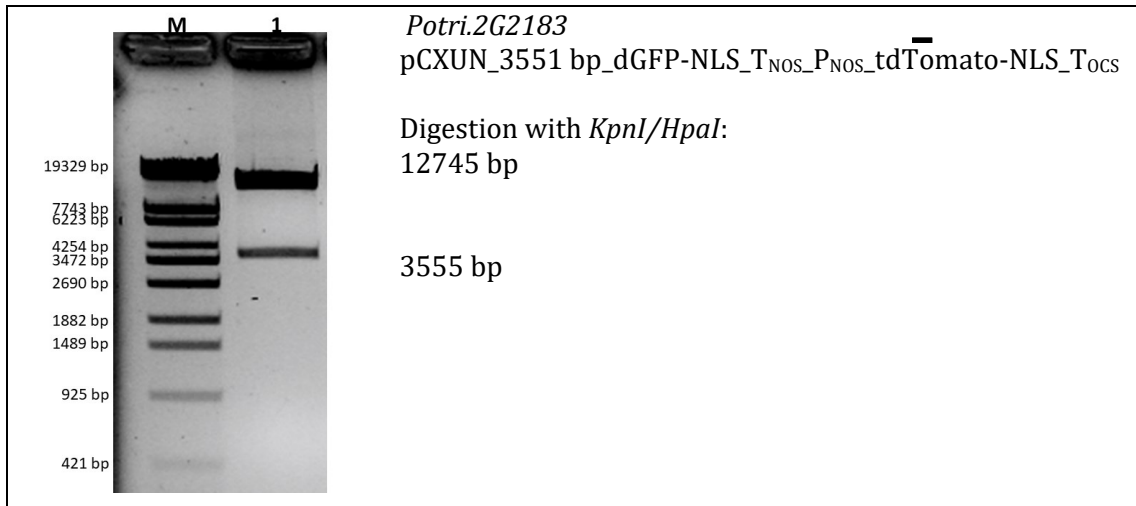 M 1
19329 bp
7743 bp
6223 bp
4254 bp
3472 bp
2690 bp
1882 bp
1489 bp
925 bp
421 bp
Potri.2G2183
pCXUN_3551 bp_dGFP-NLS_TNOS_PNOS_tdTomato-NLS_TOCS
Digestion with KpnI/HpaI:
12745 bp
3555 bp